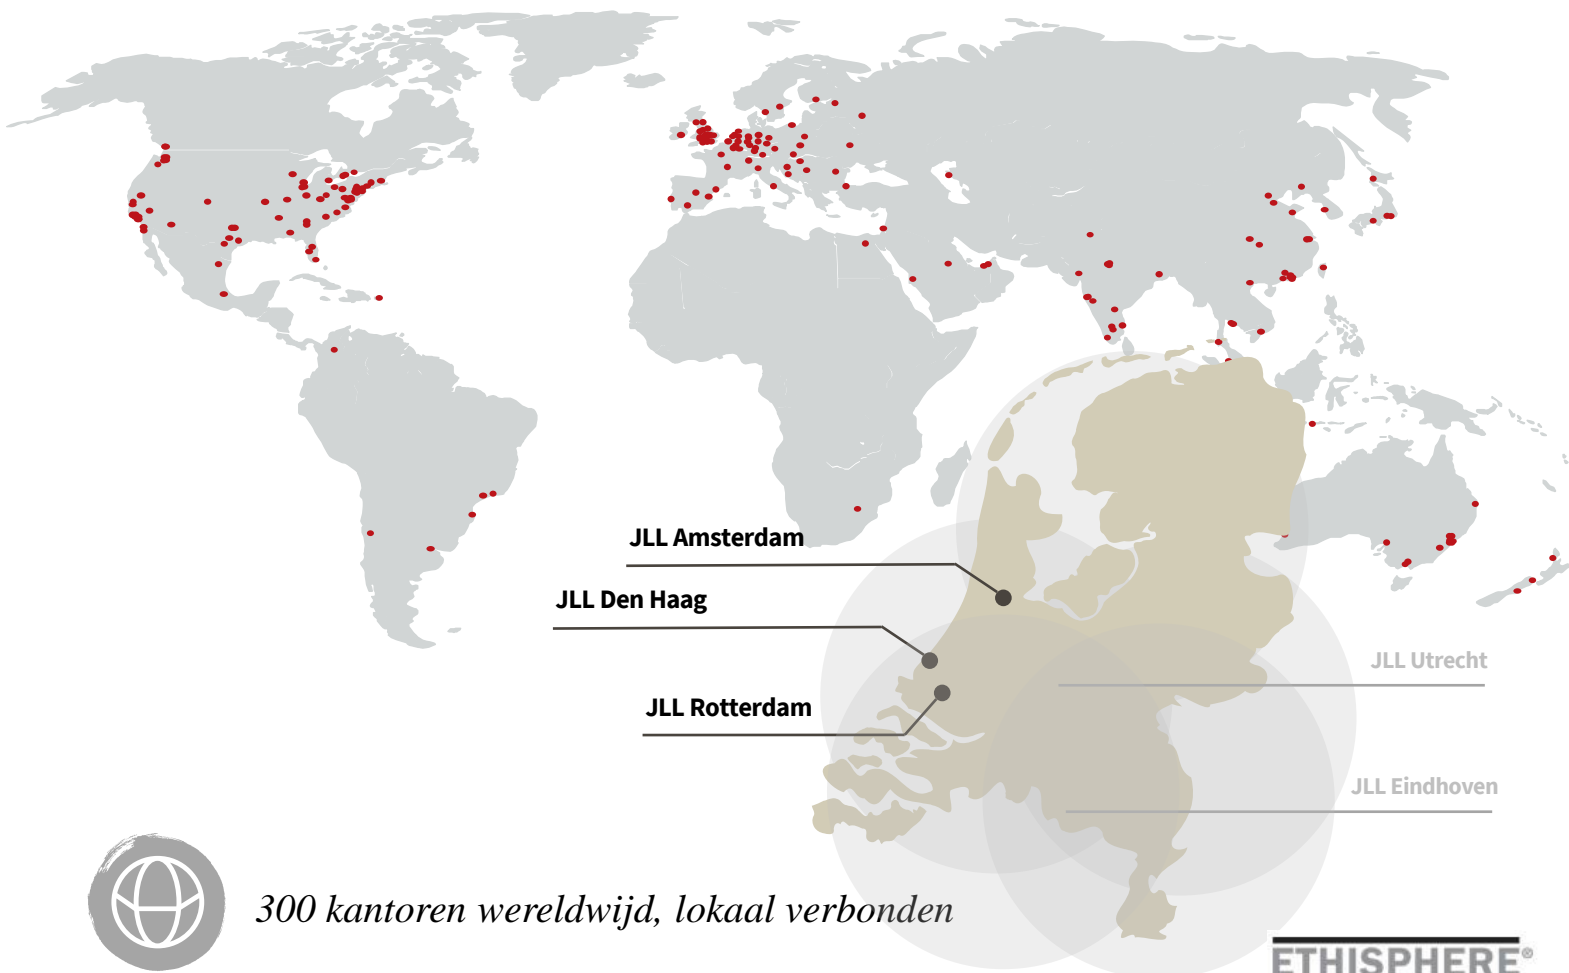 JLL Amsterdam
JLL Den Haag
JLL Utrecht
JLL Rotterdam
JLL Eindhoven
300 kantoren wereldwijd, lokaal verbonden
ETHISPHERE®